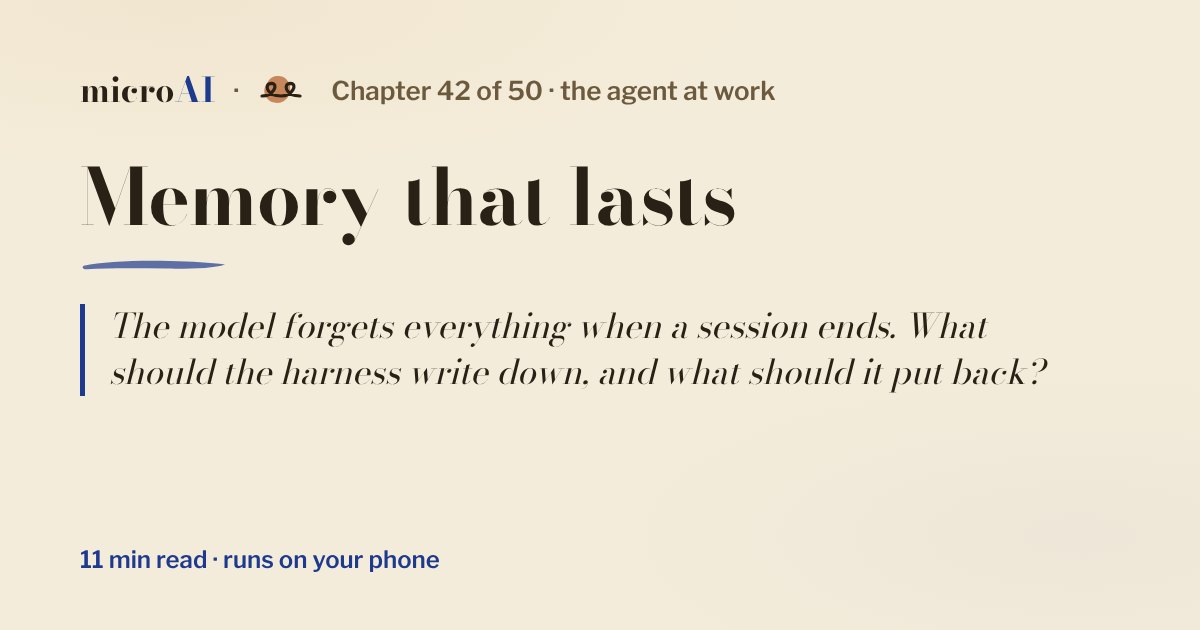 microAI · Chapter 42 of 50 · the agent at work
Memory that lasts
The model forgets everything when a session ends. What
should the harness write down, and what should it put back?
11 min read · runs on your phone